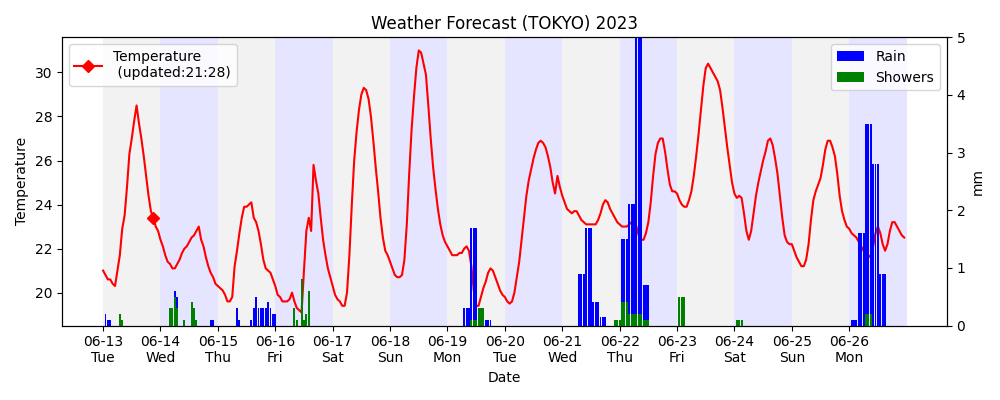 Weather Forecast (TOKYO) 2023
Temperature
(updated:21:28)
Rain
Showers
Temperature
30
28
26
24
22
20
5
4
3
2
1
0
mm
06-13 06-14 06-15 06-16 06-17 06-18 06-19 06-20 06-21 06-22 06-23 06-24 06-25 06-26
Tue Wed Thu Fri Sat Sun Mon Tue Wed Thu Fri Sat Sun Mon
Date